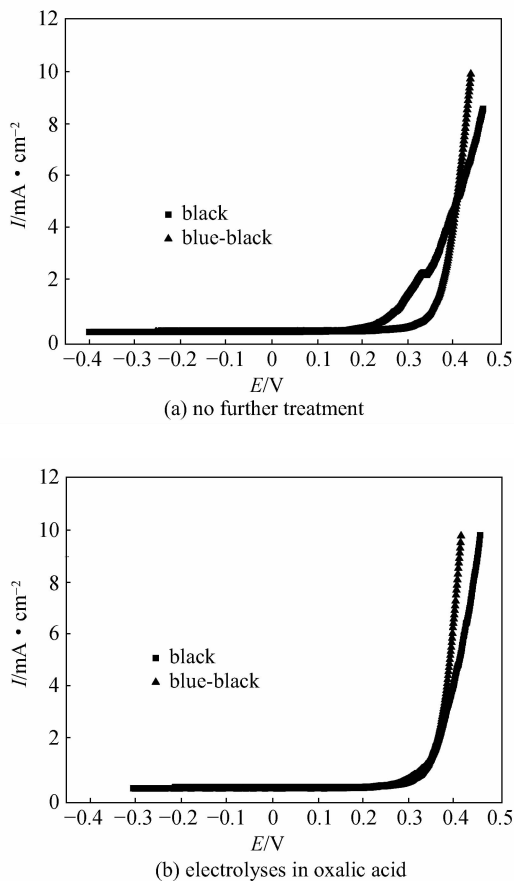 12
10
8
6
4
2
0
I/mA • cm⁻²
black
blue-black
−0.4 −0.3 −0.2 −0.1 0 0.1 0.2 0.3 0.4 0.5
E/V
(a) no further treatment
12
10
8
6
4
2
0
I/mA • cm⁻²
black
blue-black
−0.4 −0.3 −0.2 −0.1 0 0.1 0.2 0.3 0.4 0.5
E/V
(b) electrolyses in oxalic acid